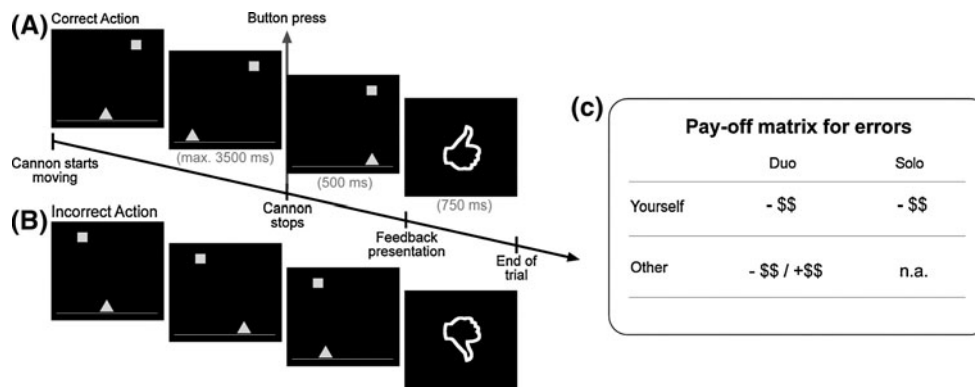 (A)
Correct Action
Button press
(max. 3500 ms)
(500 ms)
(750 ms)
Cannon starts
moving
Cannon
stops
Feedback
presentation
End of
trial
(B)
Incorrect Action
(c)
Pay-off matrix for errors
Duo Solo
Yourself - $$ - $$
Other - $$ / +$$ n.a.